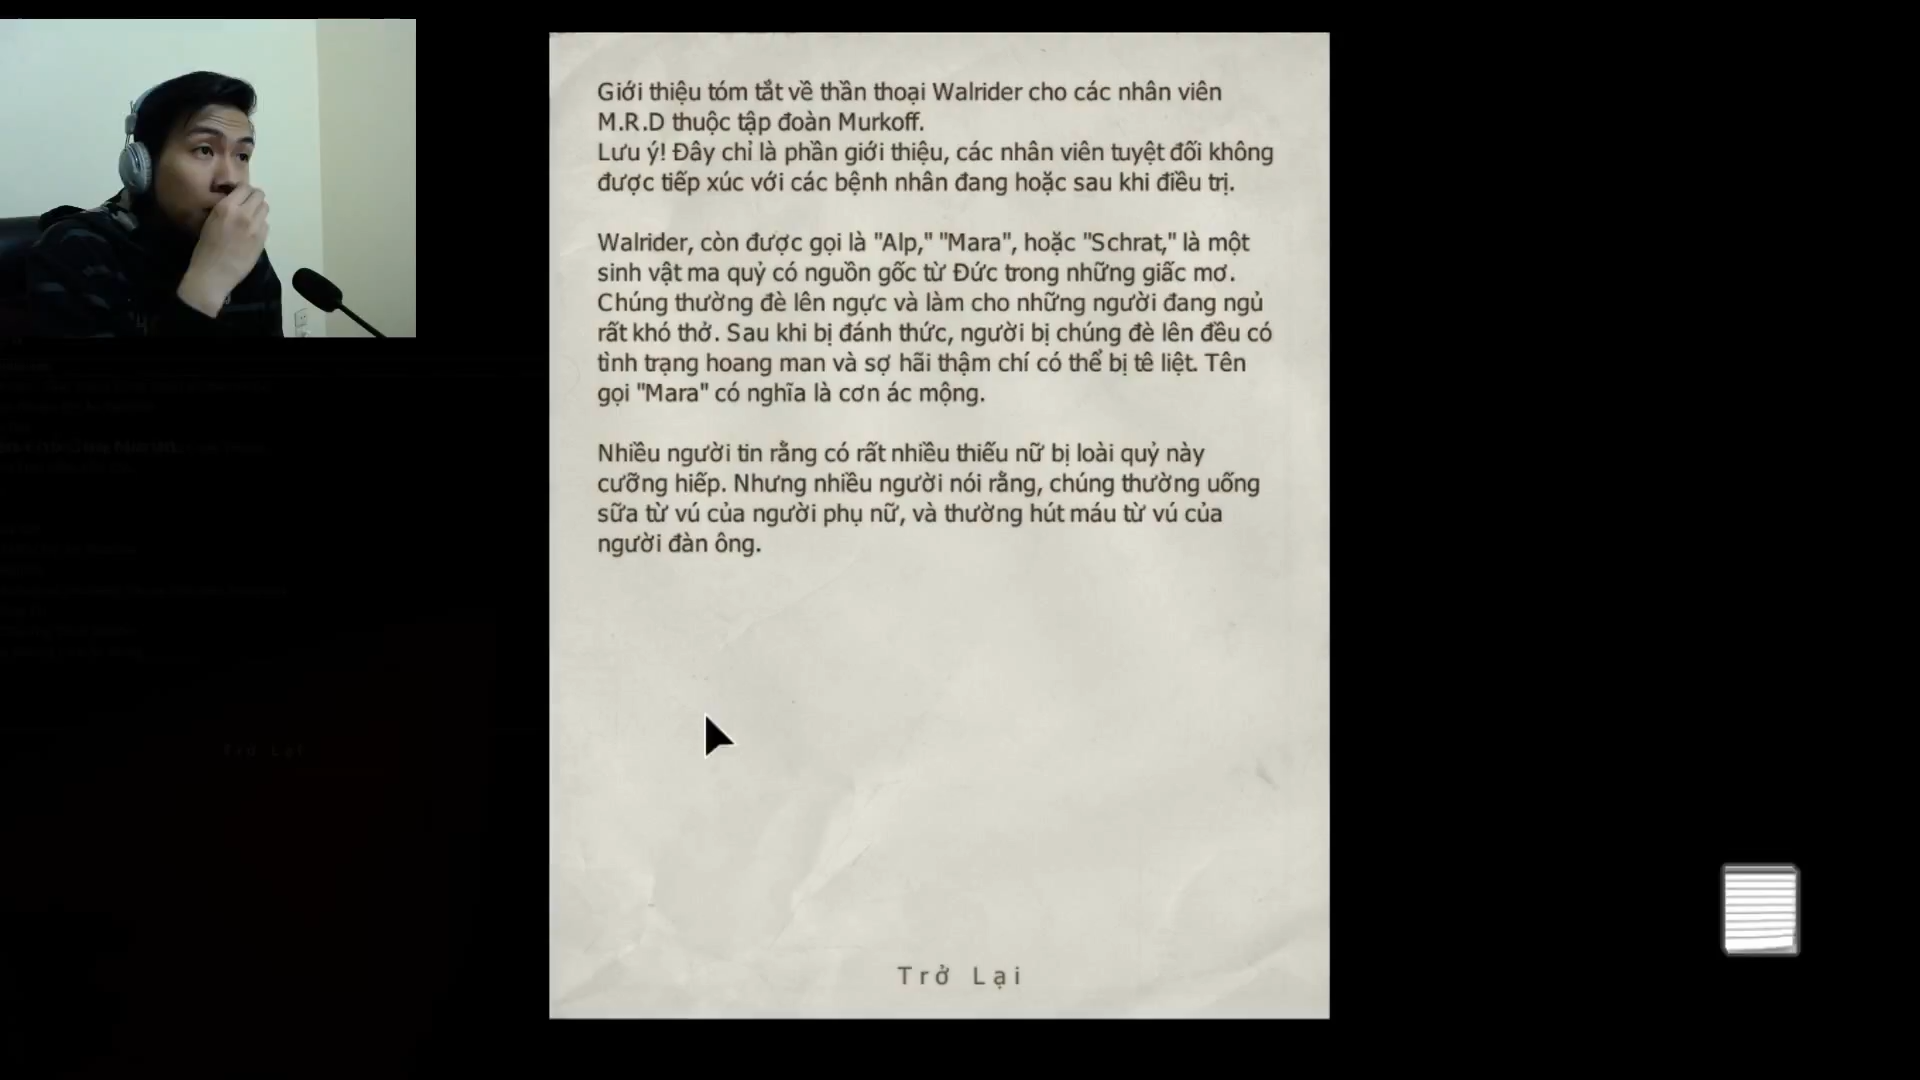 Giới thiệu tóm tắt về thần thoại Walrider cho các nhân viên
M.R.D thuộc tập đoàn Murkoff.
Lưu ý! Đây chỉ là phần giới thiệu, các nhân viên tuyệt đối không
được tiếp xúc với các bệnh nhân đang hoặc sau khi điều trị.
Walrider, còn được gọi là "Alp," "Mara", hoặc "Schrat," là một
sinh vật ma quỷ có nguồn gốc từ Đức trong những giấc mơ.
Chúng thường đè lên ngực và làm cho những người đang ngủ
rất khó thở. Sau khi bị đánh thức, người bị chúng đè lên đều có
tình trạng hoang man và sợ hãi thậm chí có thể bị tê liệt. Tên
gọi "Mara" có nghĩa là cơn ác mộng.
Nhiều người tin rằng có rất nhiều thiếu nữ bị loài quỷ này
cưỡng hiếp. Nhưng nhiều người nói rằng, chúng thường uống
sữa từ vú của người phụ nữ, và thường hút máu từ vú của
người đàn ông.
Trở Lại
Trở Lại